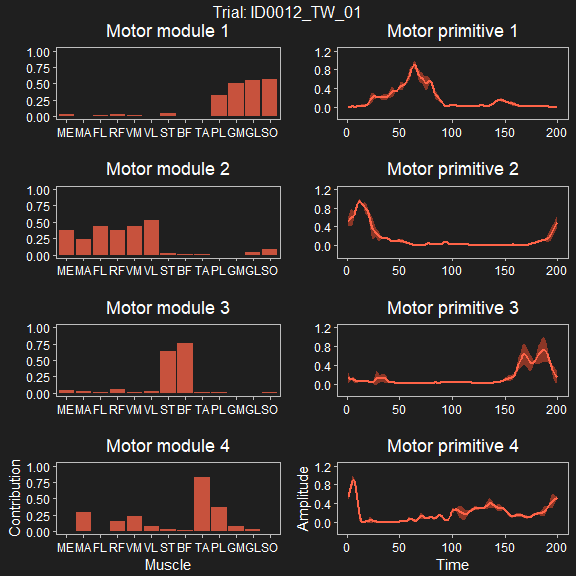 Trial: ID0012_TW_01
Motor module 1
Motor primitive 1
1.00
0.75
0.50
0.25
0.00
ME MA FL RF VM VL ST BF TA PL GM GL SO
1.2
0.8
0.4
0.0
0 50 100 150 200
Motor module 2
Motor primitive 2
1.00
0.75
0.50
0.25
0.00
ME MA FL RF VM VL ST BF TA PL GM GL SO
1.2
0.8
0.4
0.0
0 50 100 150 200
Motor module 3
Motor primitive 3
1.00
0.75
0.50
0.25
0.00
ME MA FL RF VM VL ST BF TA PL GM GL SO
1.2
0.8
0.4
0.0
0 50 100 150 200
Motor module 4
Motor primitive 4
Contribution
1.00
0.75
0.50
0.25
0.00
ME MA FL RF VM VL ST BF TA PL GM GL SO
Muscle
Amplitude
1.2
0.8
0.4
0.0
0 50 100 150 200
Time